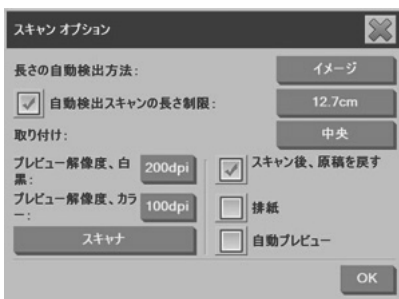 スキャン オプション
長さの自動検出方法:
イメージ
自動検出スキャンの長さ制限:
12.7cm
取り付け:
中央
プレビュー解像度、白
黒:
200dpi
スキャン後、原稿を戻す
プレビュー解像度、カラ
ー:
100dpi
排紙
スキャナ
自動プレビュー
OK